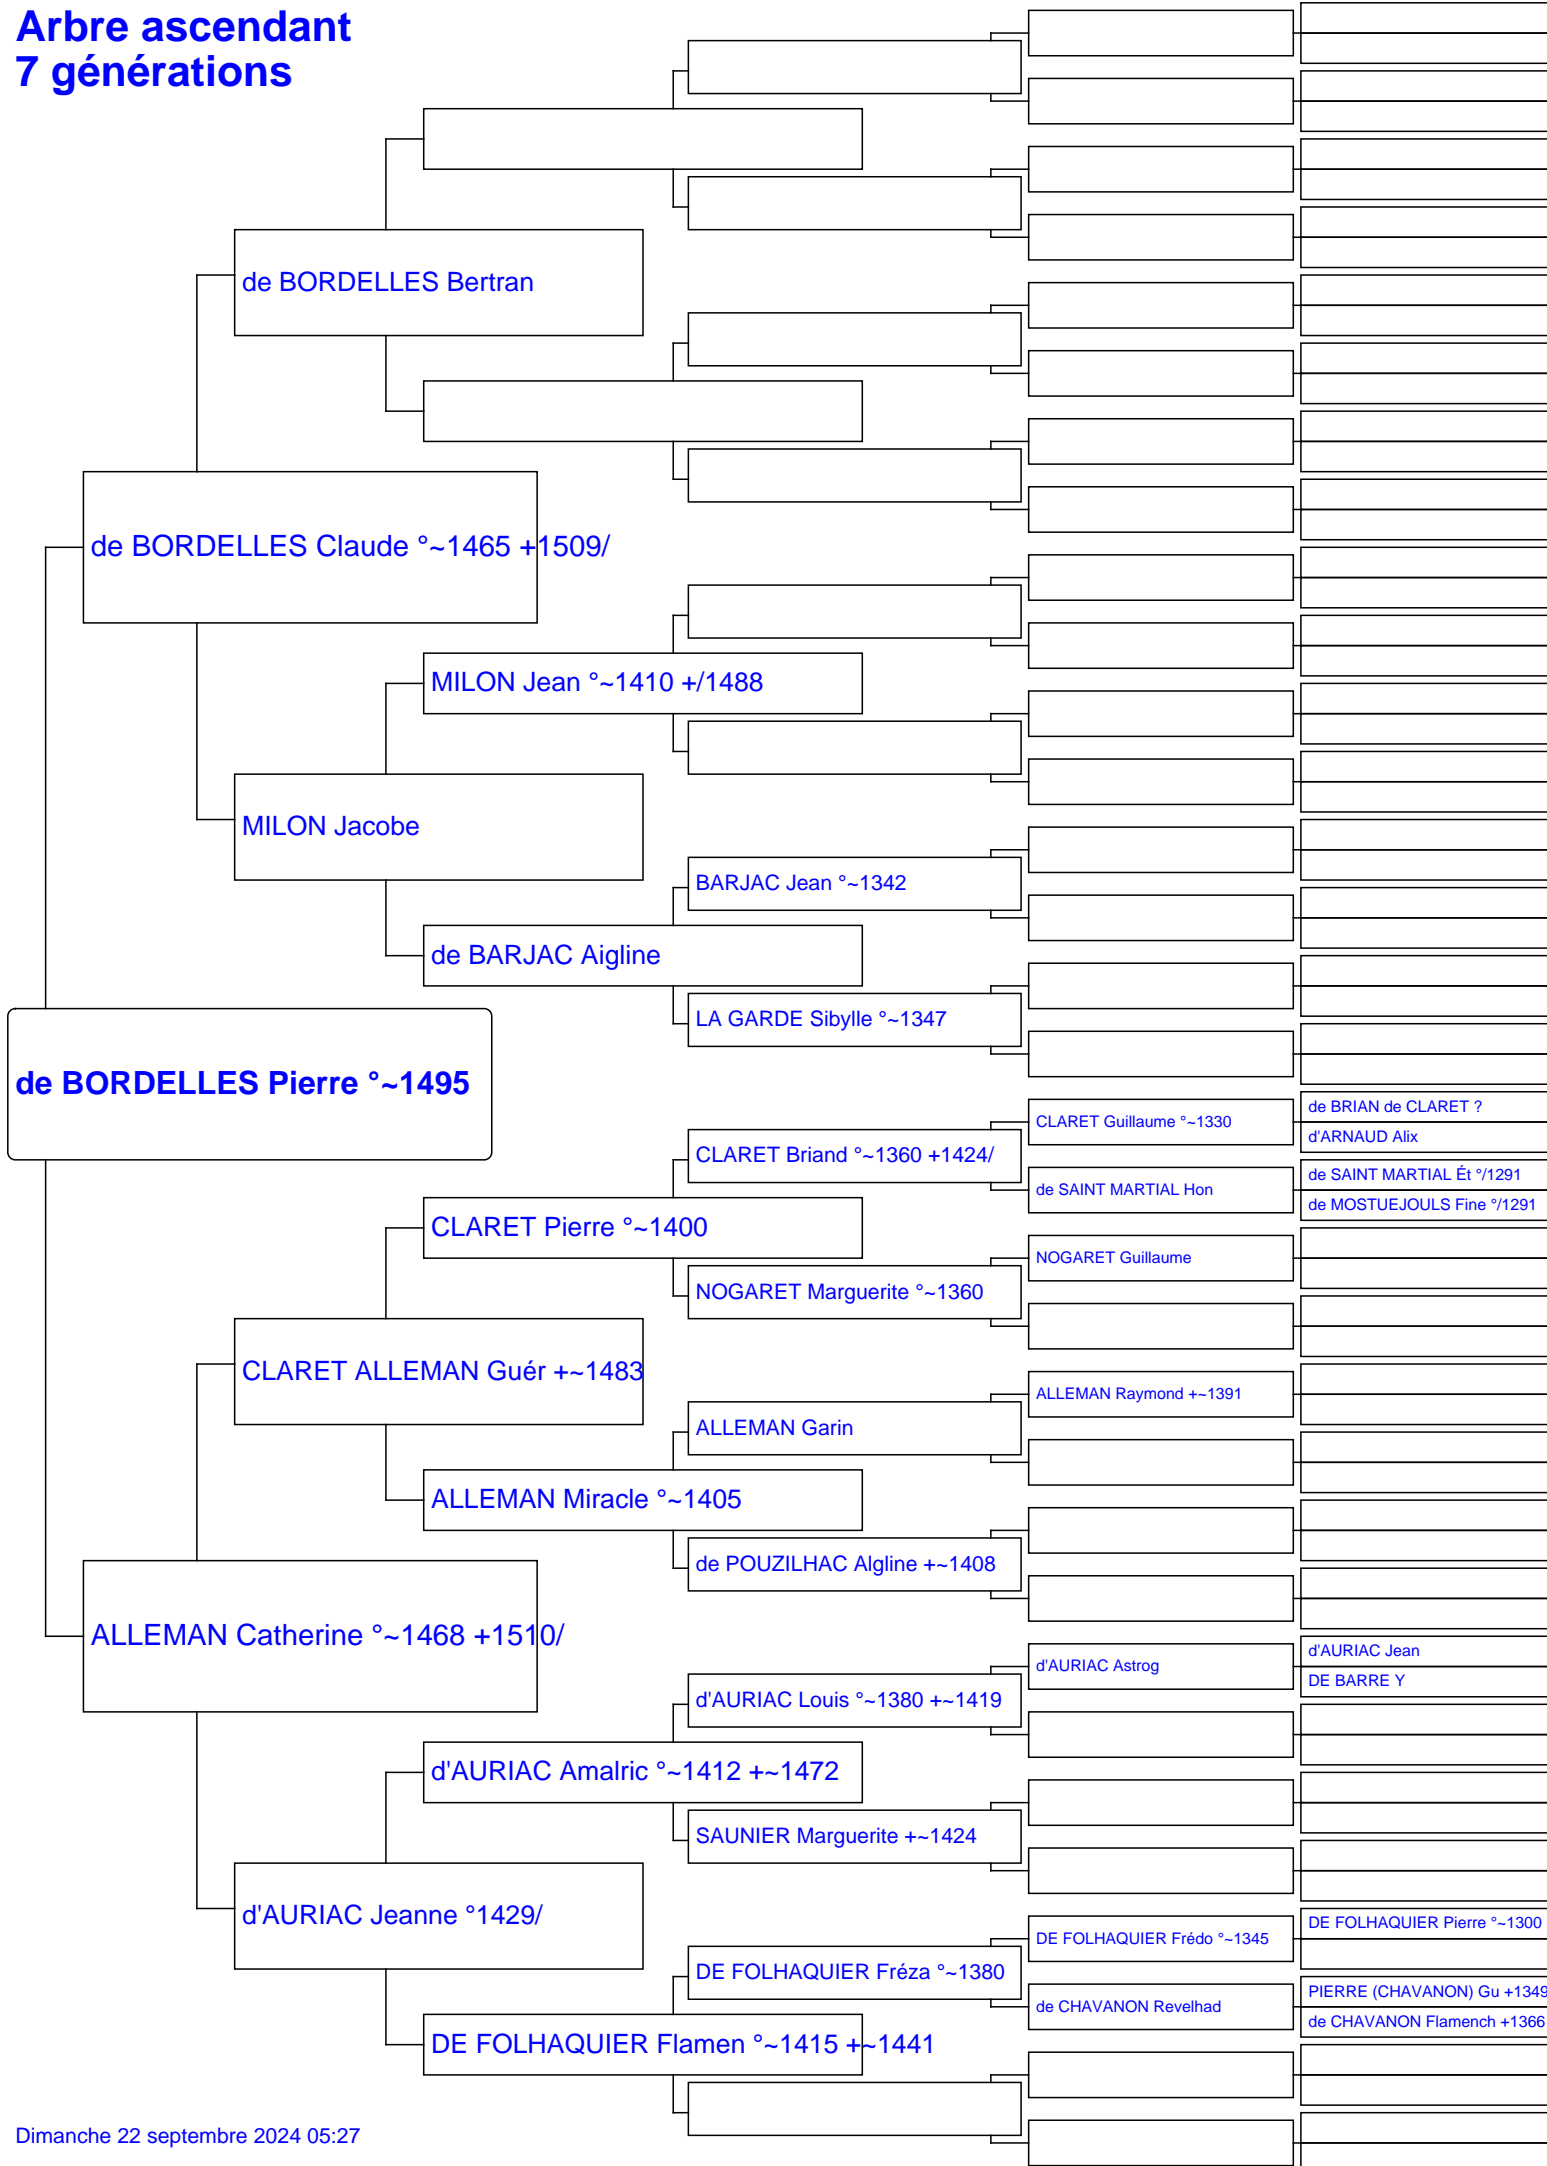 Arbre ascendant
7 générations
de BORDELLES Bertran
de BORDELLES Claude °~1465 +1509/
MILON Jean °~1410 +/1488
MILON Jacobe
BARJAC Jean °~1342
de BARJAC Aigline
LA GARDE Sibylle °~1347
de BORDELLES Pierre °~1495
CLARET Guillaume °~1330
de BRIAN de CLARET ?
d'ARNAUD Alix
CLARET Briand °~1360 +1424/
de SAINT MARTIAL Hon
de SAINT MARTIAL Ét °/1291
de MOSTUEJOULS Fine °/1291
CLARET Pierre °~1400
NOGARET Guillaume
NOGARET Marguerite °~1360
CLARET ALLEMAN Guér +~1483
ALLEMAN Raymond +~1391
ALLEMAN Garin
ALLEMAN Miracle °~1405
de POUZILHAC Algline +~1408
ALLEMAN Catherine °~1468 +1510/
d'AURIAC Astrog
d'AURIAC Jean
DE BARRE Y
d'AURIAC Louis °~1380 +~1419
d'AURIAC Amalric °~1412 +~1472
SAUNIER Marguerite +~1424
d'AURIAC Jeanne °1429/
DE FOLHAQUIER Frédo °~1345
DE FOLHAQUIER Pierre °~1300
DE FOLHAQUIER Fréza °~1380
de CHAVANON Revelhad
PIERRE (CHAVANON) Gu +1349
de CHAVANON Flamench +1366
DE FOLHAQUIER Flamen °~1415 +~1441
Dimanche 22 septembre 2024 05:27